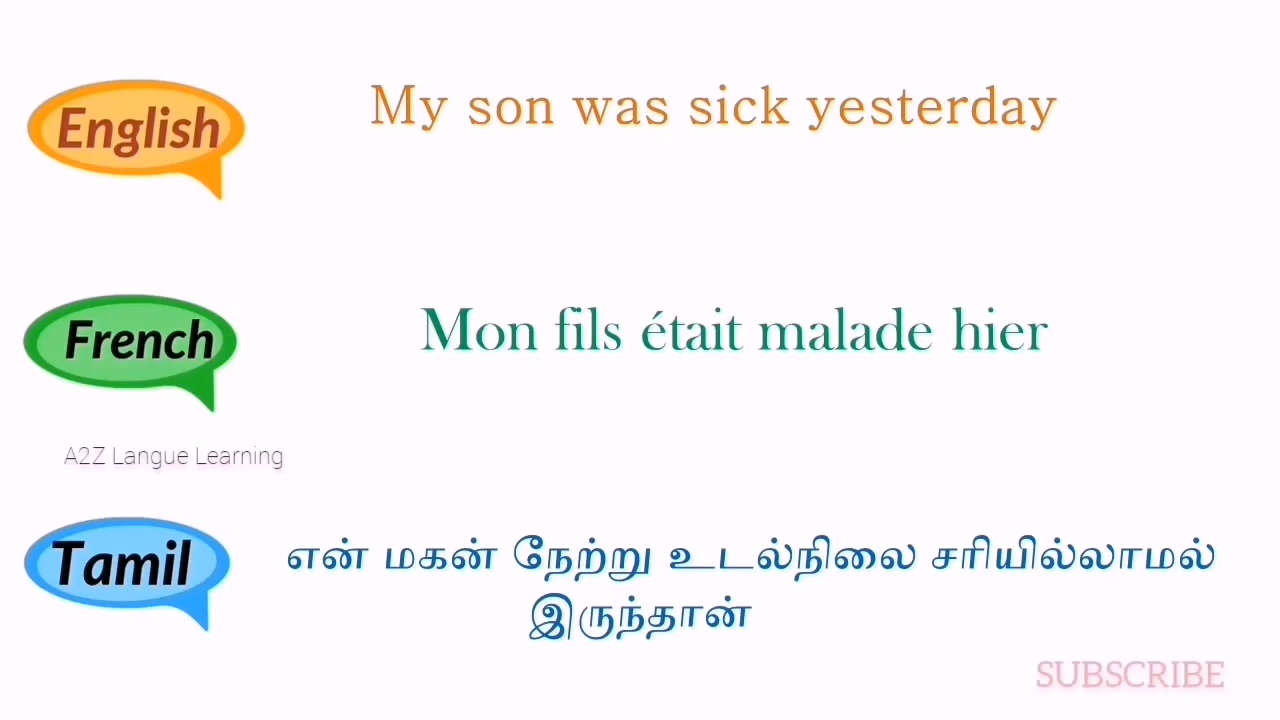 English
My son was sick yesterday
French
Mon fils était malade hier
A2Z Langue Learning
Tamil
என் மகன் நேற்று உடல்நிலை சரியில்லாமல்
இருந்தான்
SUBSCRIBE